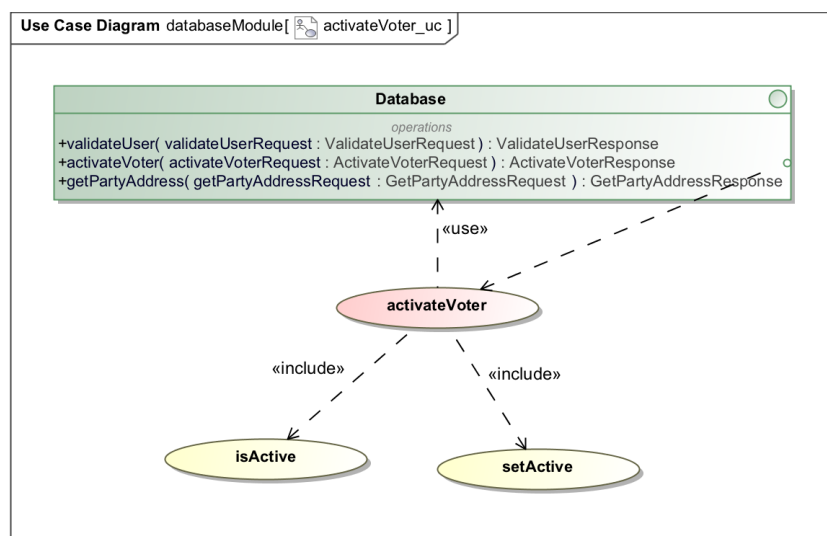 Use Case Diagram databaseModule[ activateVoter_uc ]
Database
operations
+validateUser( validateUserRequest : ValidateUserRequest ) : ValidateUserResponse
+activateVoter( activateVoterRequest : ActivateVoterRequest ) : ActivateVoterResponse
+getPartyAddress( getPartyAddressRequest : GetPartyAddressRequest ) : GetPartyAddressResponse
«use»
activateVoter
«include»
«include»
isActive
setActive